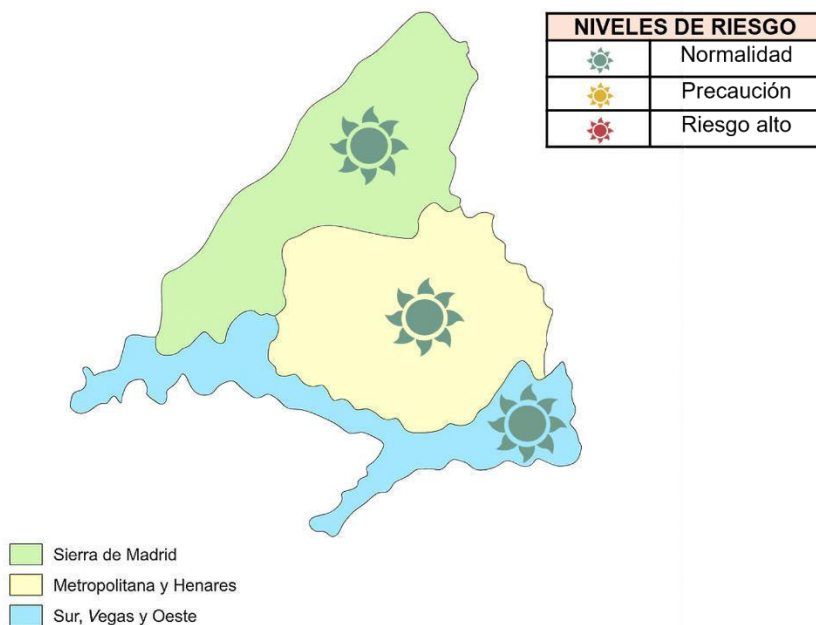 NIVELES DE RIESGO
Normalidad
Precaución
Riesgo alto
Sierra de Madrid
Metropolitana y Henares
Sur, Vegas y Oeste